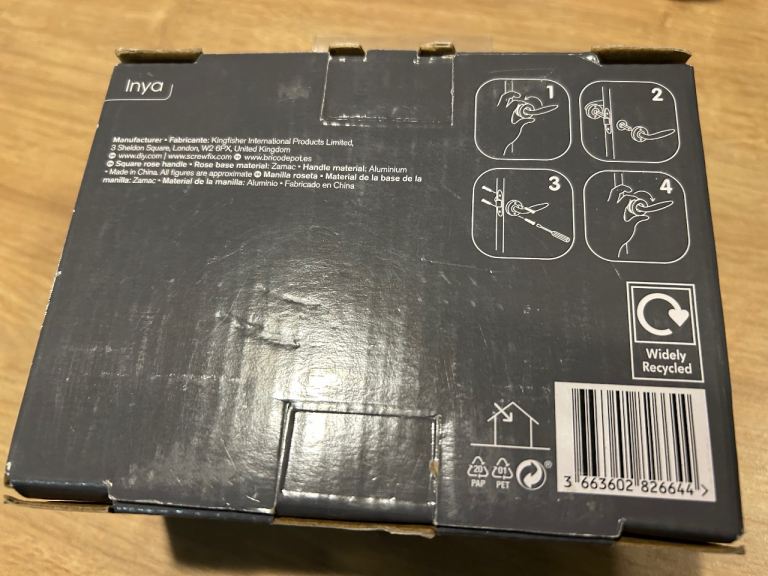 Inya
Manufacturer • Fabricante: Kingfisher International Products Limited,
3 Sheldon Square, London, W2 6PX, United Kingdom
www.diy.com | www.screwfix.com www.bricodepot.es
Square rose handle • Rose base material: Zamac • Handle material: Aluminium
• Made in China. All figures are approximate Manilla roseta • Material de la base de la
manilla: Zamac • Material de la manilla: Aluminio • Fabricado en China
1
2
3
4
Widely
Recycled
20
PAP
01
PET
3 663602 826644 >